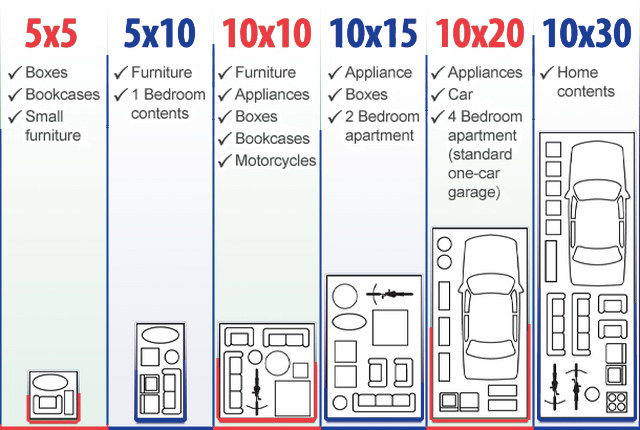 5x5
✓ Boxes
✓ Bookcases
✓ Small
furniture
5x10
✓ Furniture
✓ 1 Bedroom
contents
10x10
✓ Furniture
✓ Appliances
✓ Boxes
✓ Bookcases
✓ Motorcycles
10x15
✓ Appliance
✓ Boxes
✓ 2 Bedroom
apartment
10x20
✓ Appliances
✓ Car
✓ 4 Bedroom
apartment
(standard
one-car
garage)
10x30
✓ Home
contents